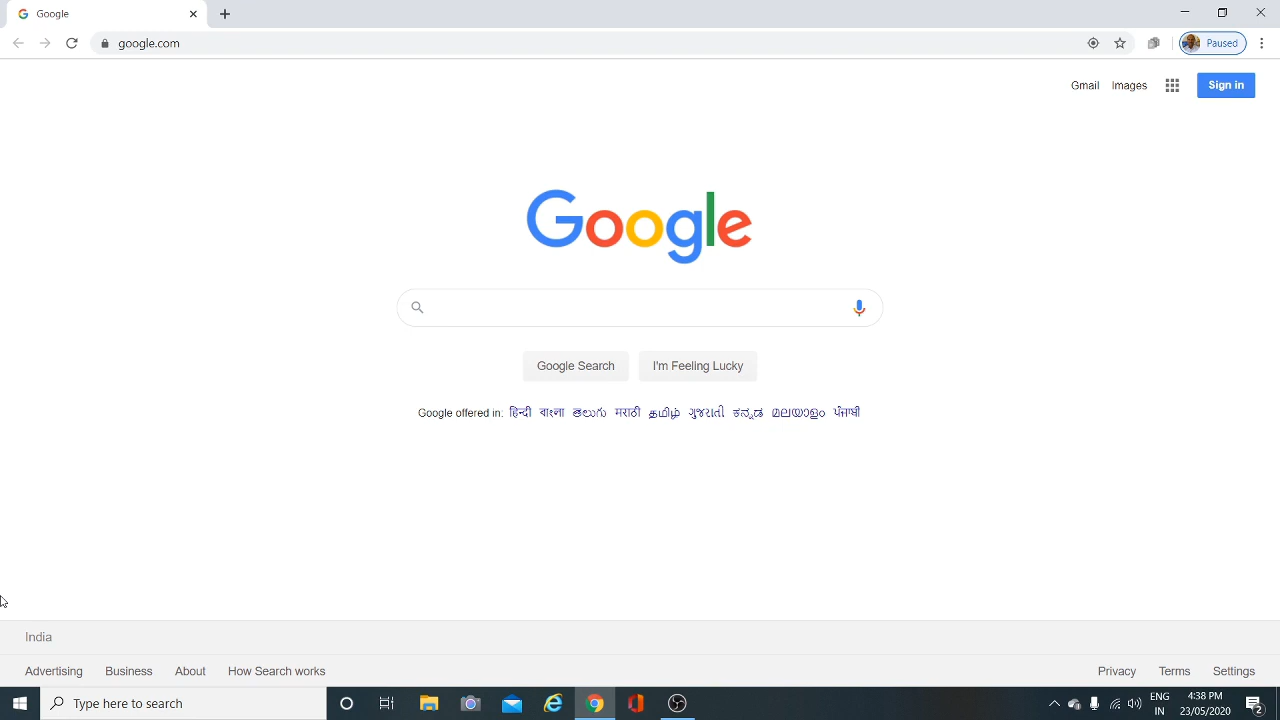 Google
google.com
Paused
Gmail Images Sign in
Google
Google Search I'm Feeling Lucky
Google offered in: हिन्दी বাংলা తెలుగు मराठी தமிழ் ગુજરાતી ಕನ್ನಡ മലയാളം ਪੰਜਾਬੀ
India
Advertising Business About How Search works Privacy Terms Settings
Type here to search
ENG 4:38 PM
IN 23/05/2020
2